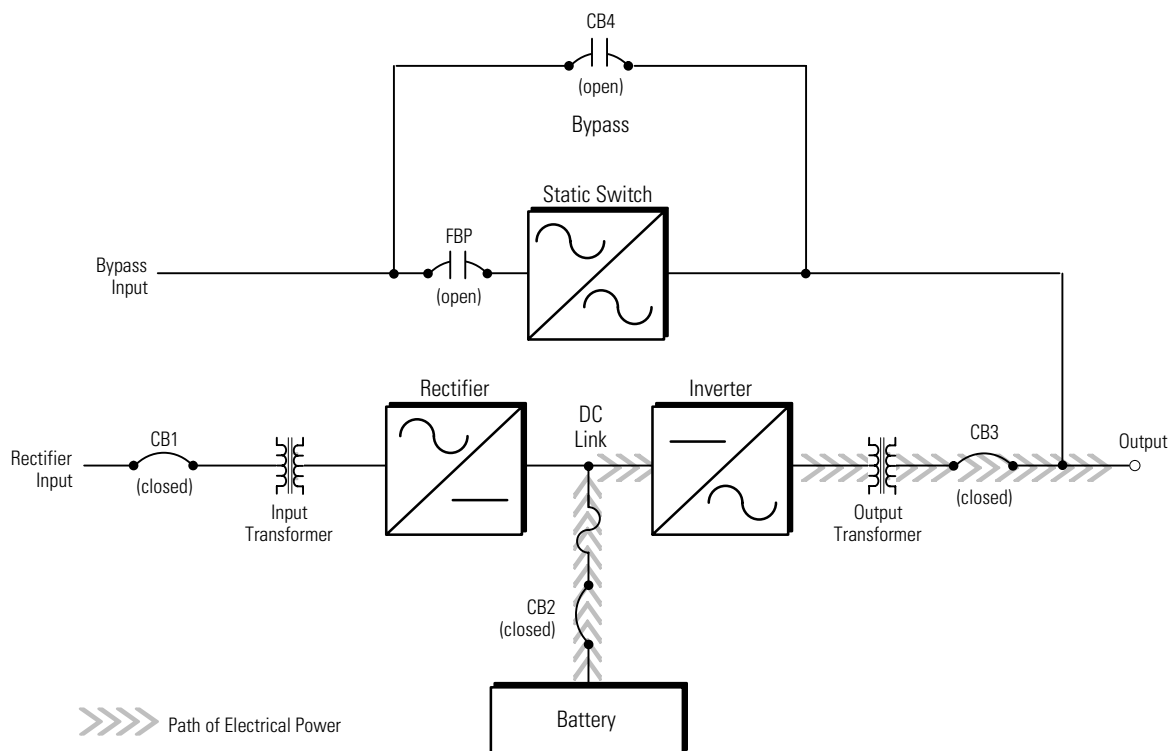 CB4
(open)
Bypass
Static Switch
FBP
(open)
Bypass
Input
Rectifier
Inverter
DC
Link
CB1
(closed)
Rectifier
Input
Input
Transformer
Output
Transformer
CB3
(closed)
Output
CB2
(closed)
Battery
Path of Electrical Power